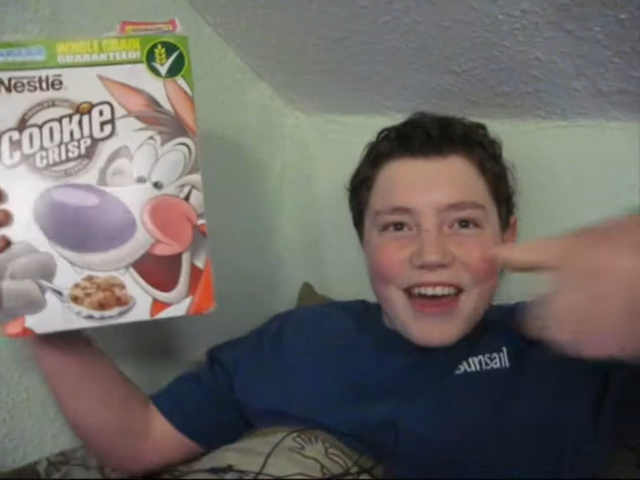 WHOLE GRAIN
GUARANTEED!
Nestlé
COOKIE
CRISP
sunsail